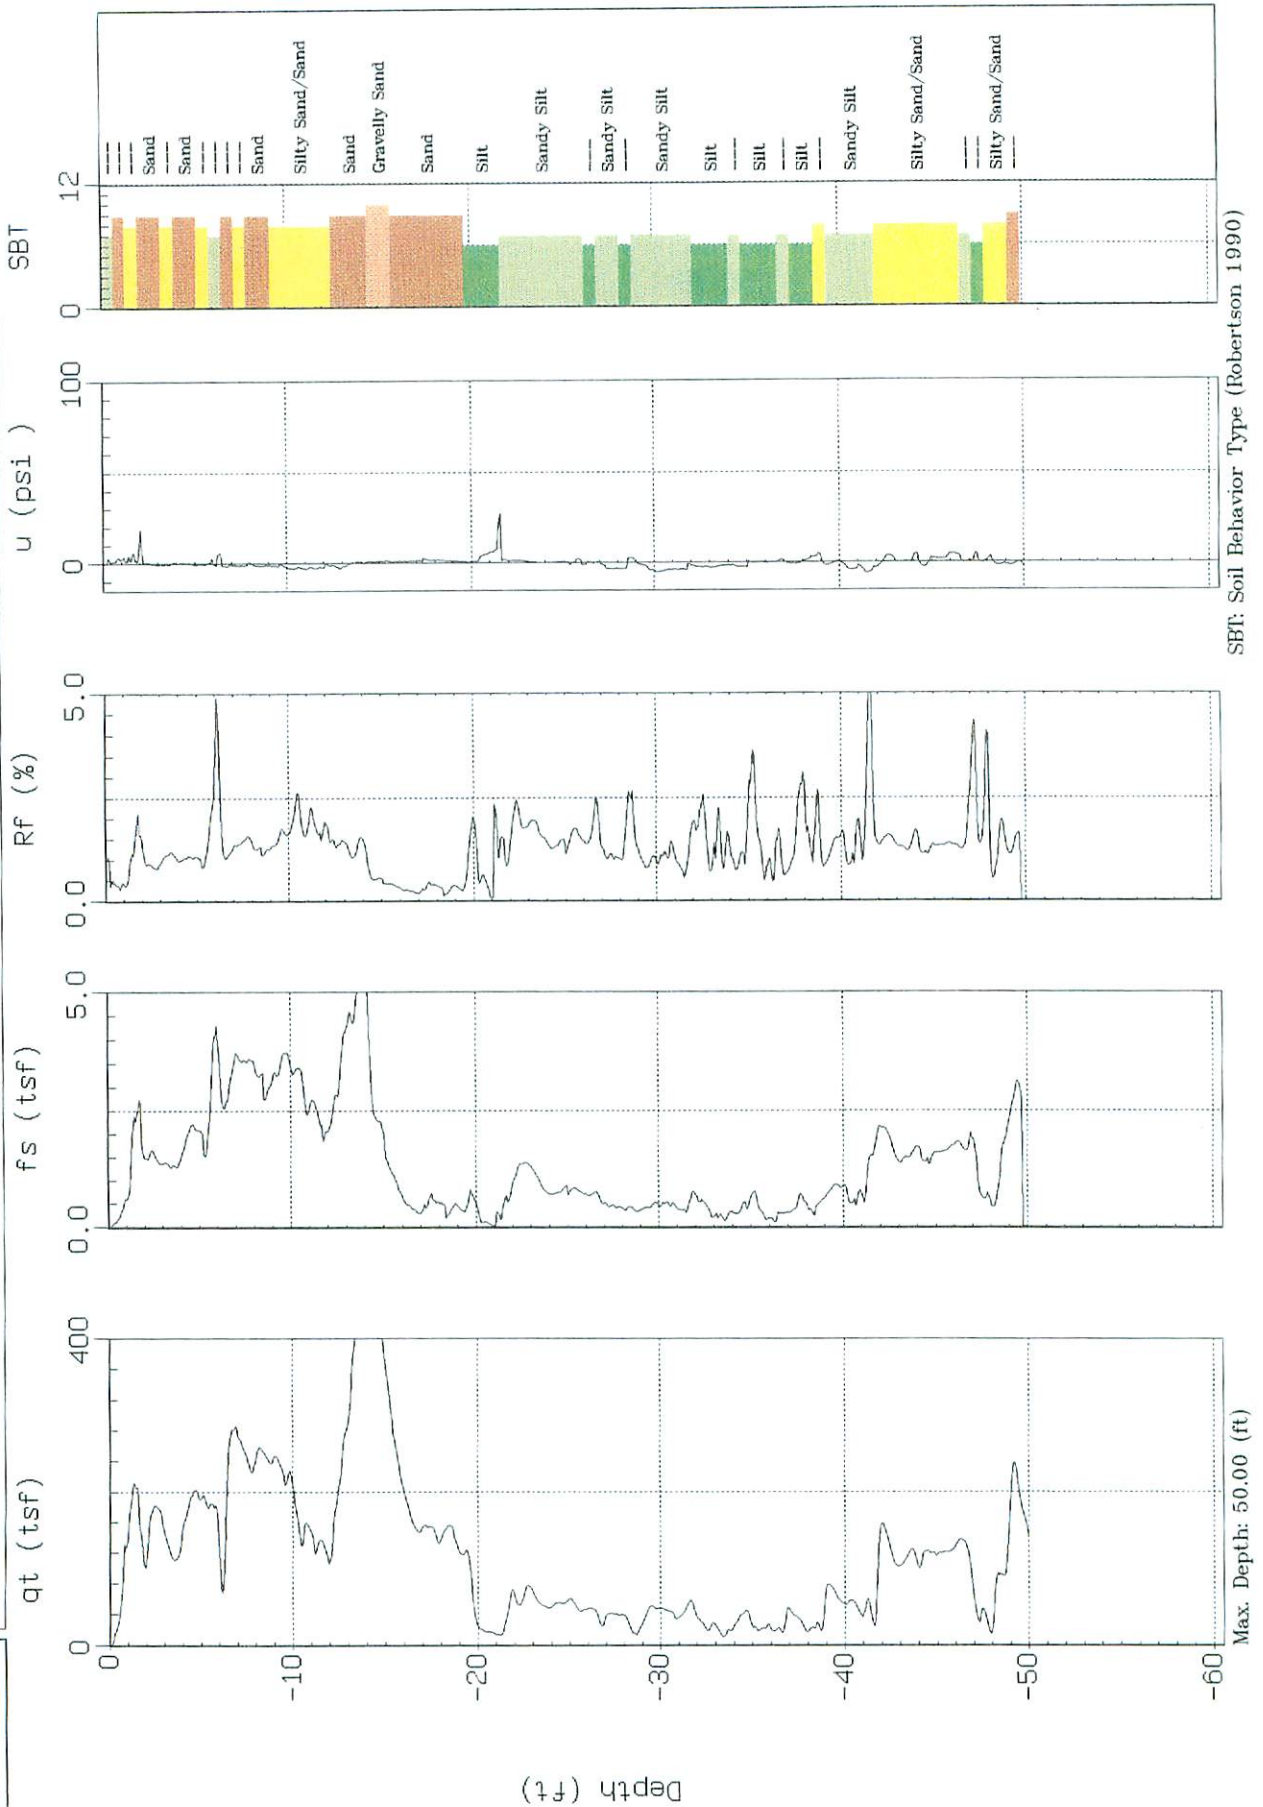 qt (tsf)
0
400
fs (tsf)
0.0
5.0
Rf (%)
0.0
5.0
u (psi )
0
100
SBT
0
12
Depth (ft)
0
-10
-20
-30
-40
-50
-60
Sand
Sand
Sand
Silty Sand/Sand
Sand
Gravelly Sand
Sand
Silt
Sandy Silt
Sandy Silt
Sandy Silt
Silt
Silt
Silt
Sandy Silt
Silty Sand/Sand
Silty Sand/Sand
Max. Depth: 50.00 (ft)
SBT: Soil Behavior Type (Robertson 1990)